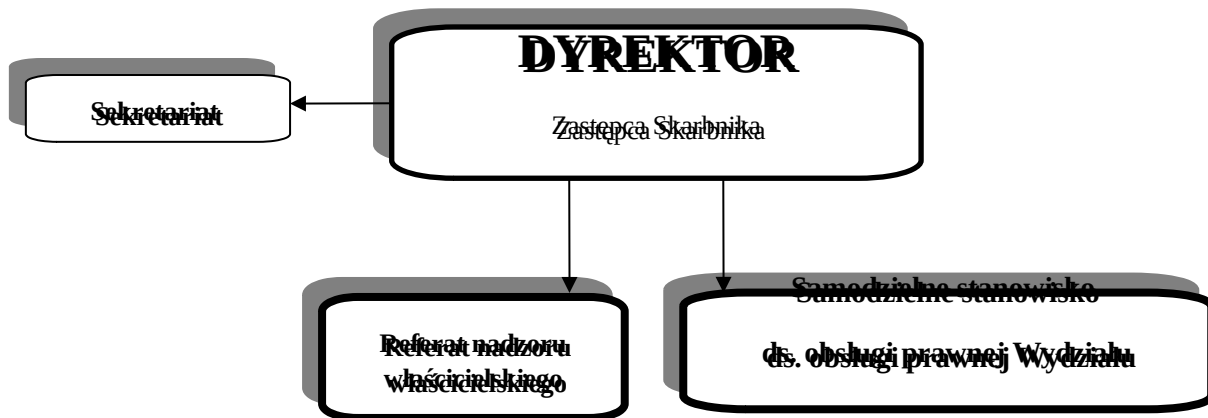 DYREKTOR
Sekretariat
Zastępca Skarbnika
Samodzielne stanowisko
Referat nadzoru
ds. obsługi prawnej Wydziału
właścicielskiego